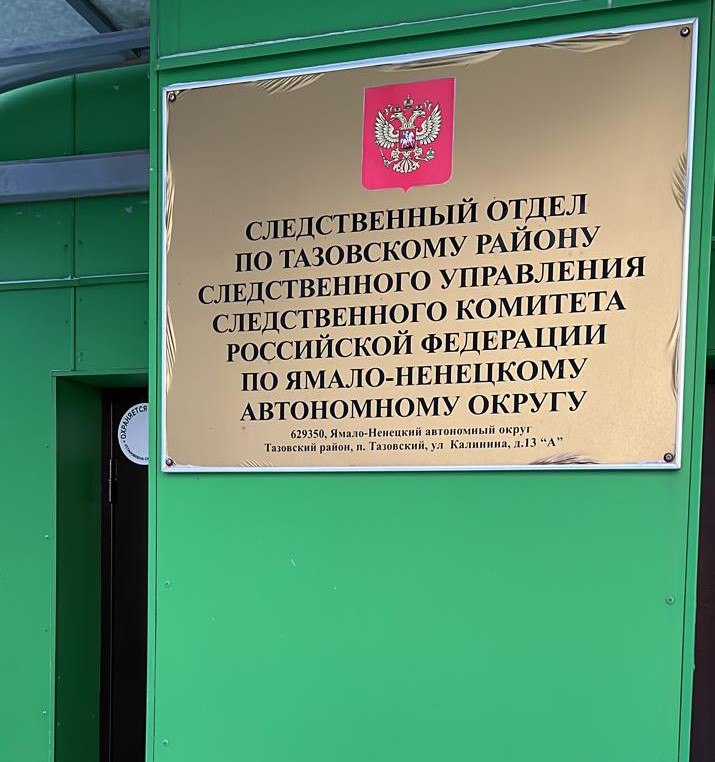 СЛЕДСТВЕННЫЙ ОТДЕЛ
ПО ТАЗОВСКОМУ РАЙОНУ
СЛЕДСТВЕННОГО УПРАВЛЕНИЯ
СЛЕДСТВЕННОГО КОМИТЕТА
РОССИЙСКОЙ ФЕДЕРАЦИИ
ПО ЯМАЛО-НЕНЕЦКОМУ
АВТОНОМНОМУ ОКРУГУ
629350, Ямало-Ненецкий автономный округ
Тазовский район, п. Тазовский, ул Калинина, д.13 “А”
ОХРАНЯЕТСЯ